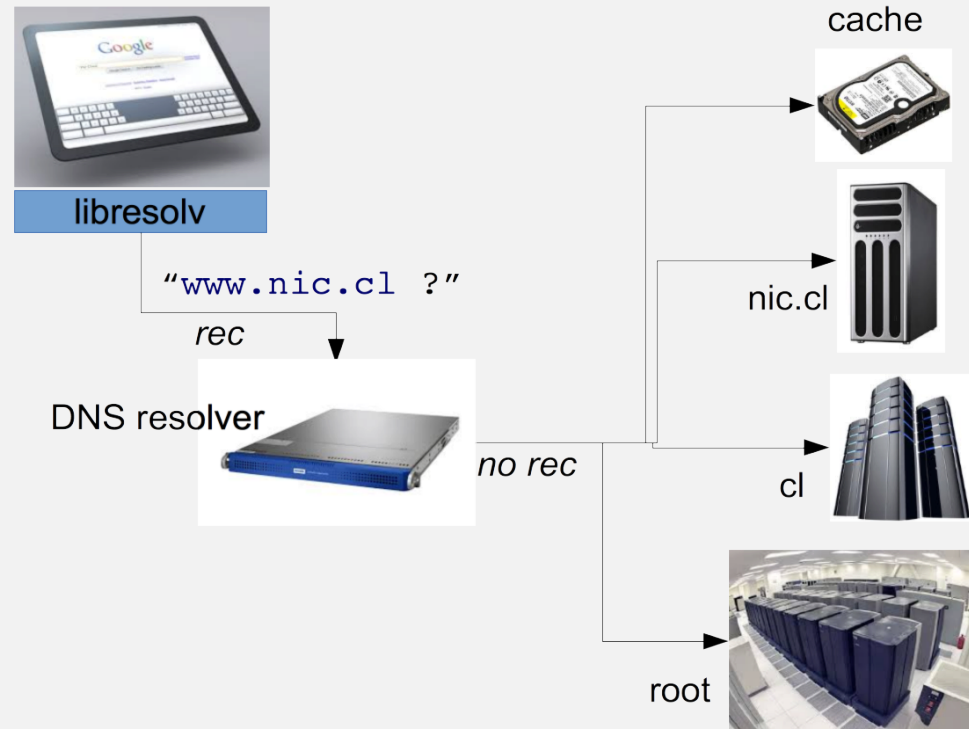 cache
Google
libresolv
“www.nic.cl ?”
nic.cl
rec
DNS resolver
no rec
cl
root